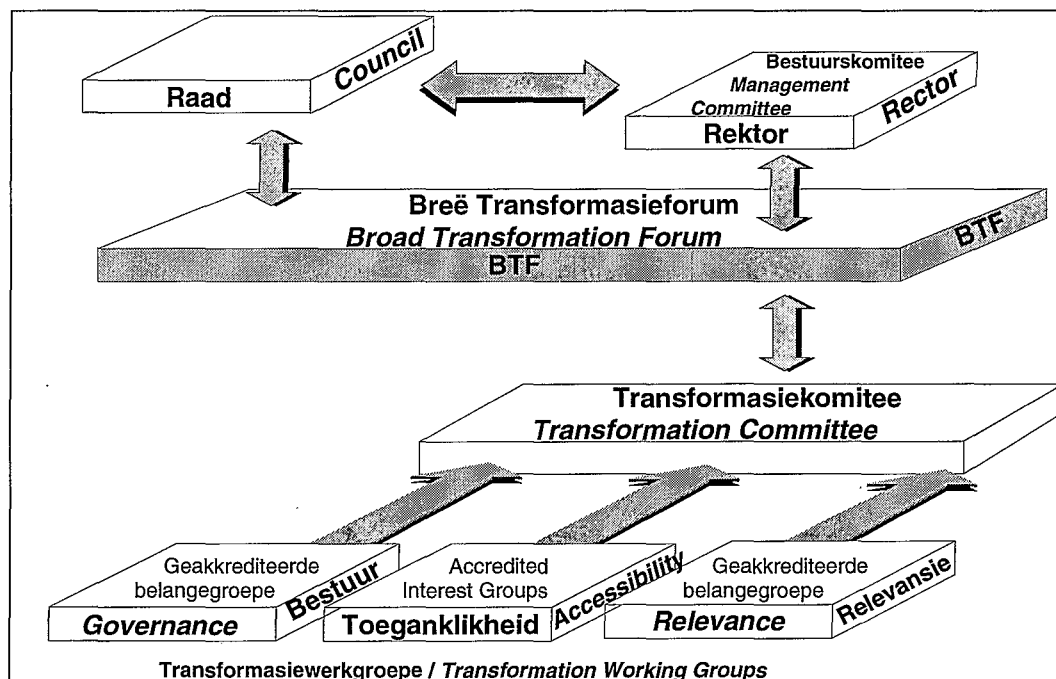 Raad
Council
Bestuurskomitee
Management
Committee
Rektor
Rector
Breë Transformasieforum
Broad Transformation Forum
BTF
BTF
Transformasiekomitee
Transformation Committee
Geakkrediteerde
belangegroepe
Governance
Bestuur
Accredited
Interest Groups
Toeganklikheid
Accessibility
Geakkrediteerde
belangegroepe
Relevance
Relevansie
Transformasiewerkgroepe / Transformation Working Groups